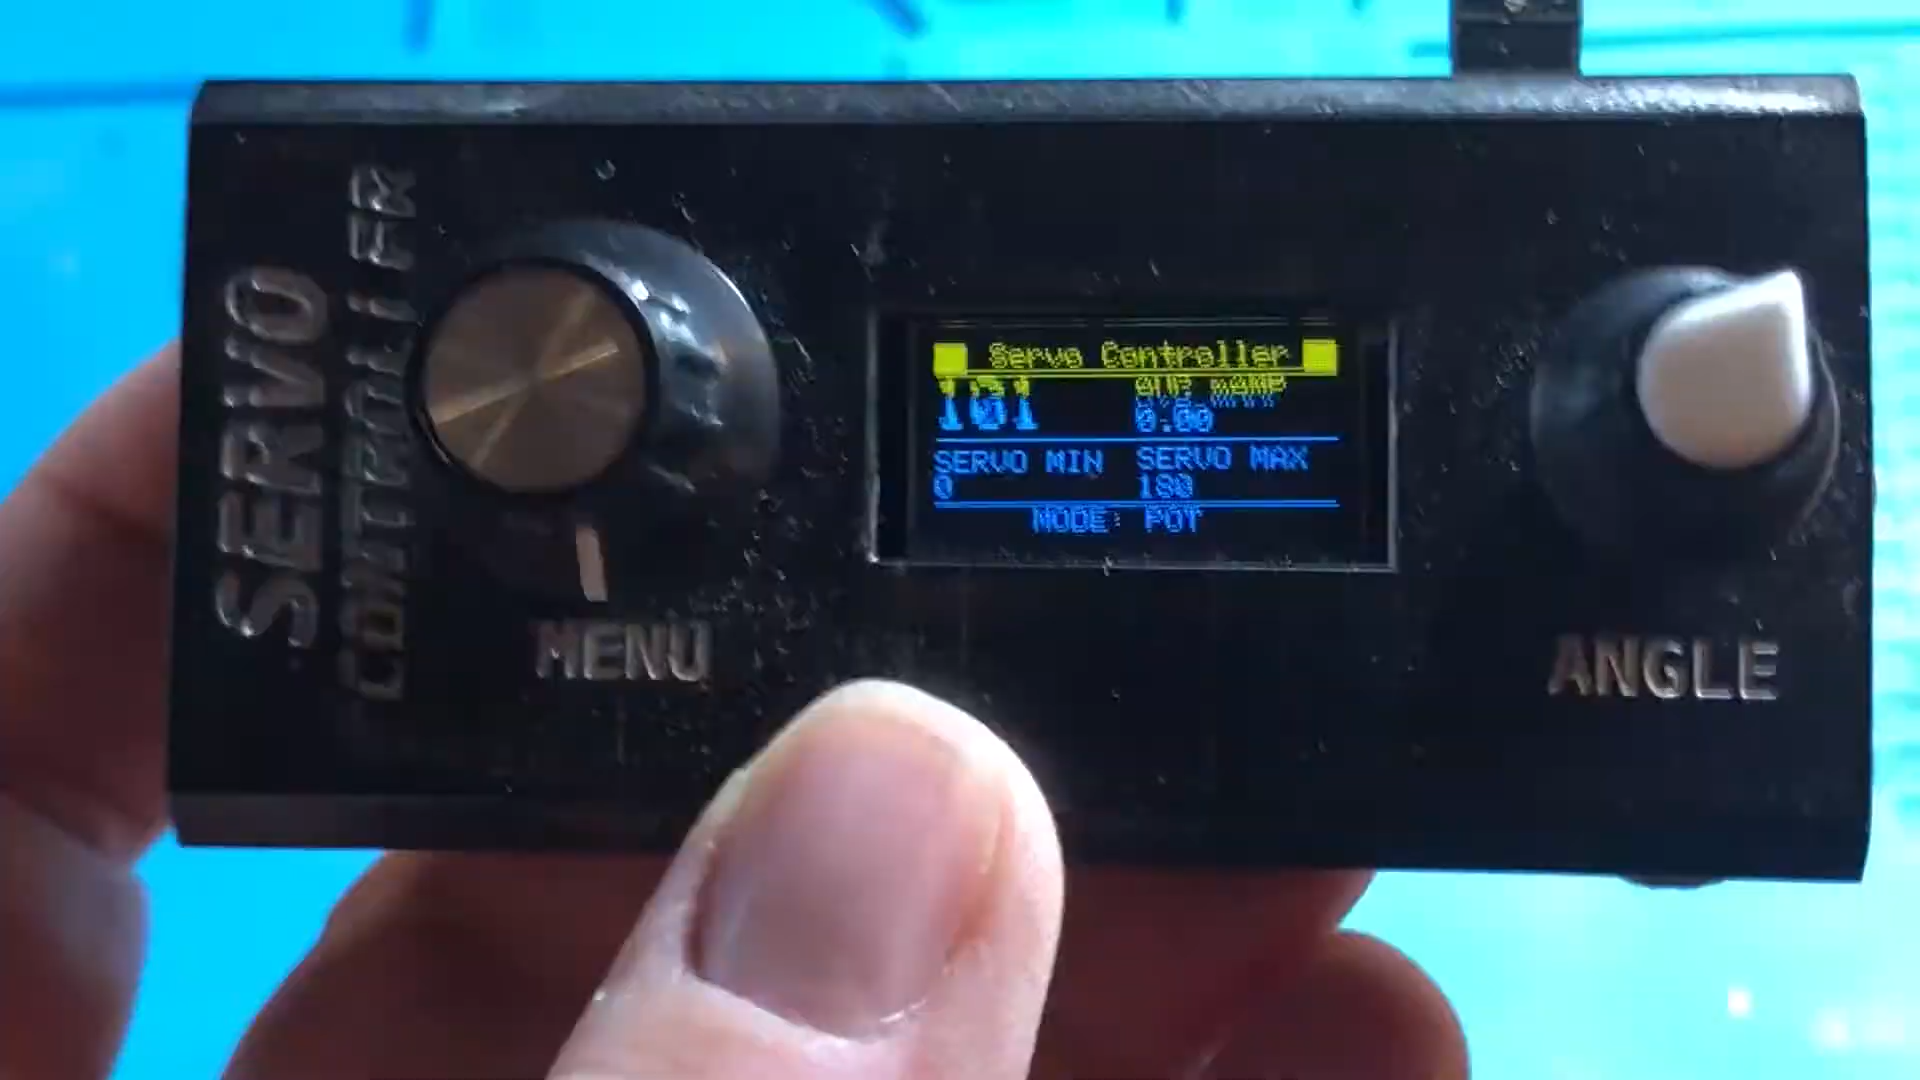 SERVO
CONTROLLER
MENU
Servo Controller
101
0.00
SERVO MIN SERVO MAX
0 180
MODE: POT
ANGLE